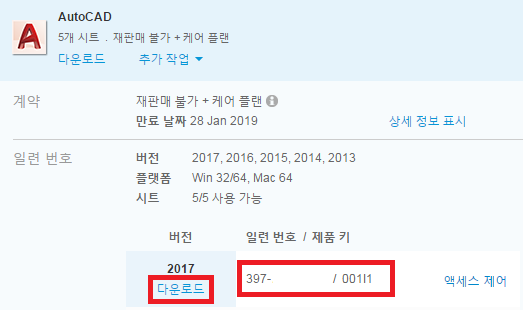 AutoCAD
5개 시트 . 재판매 불가 + 케어 플랜
다운로드 추가 작업
계약 재판매 불가 + 케어 플랜
만료 날짜 28 Jan 2019 상세 정보 표시
일련 번호 버전 2017, 2016, 2015, 2014, 2013
플랫폼 Win 32/64, Mac 64
시트 5/5 사용 가능
버전 일련 번호 / 제품 키
2017
다운로드 397- / 001I1 액세스 제어